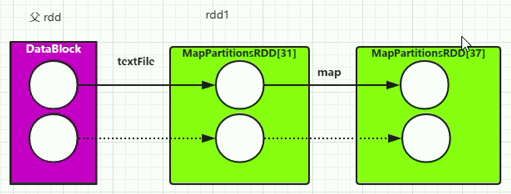 父 rdd
rdd1
DataBlock
textFile
MapPartitionsRDD[31]
map
MapPartitionsRDD[37]